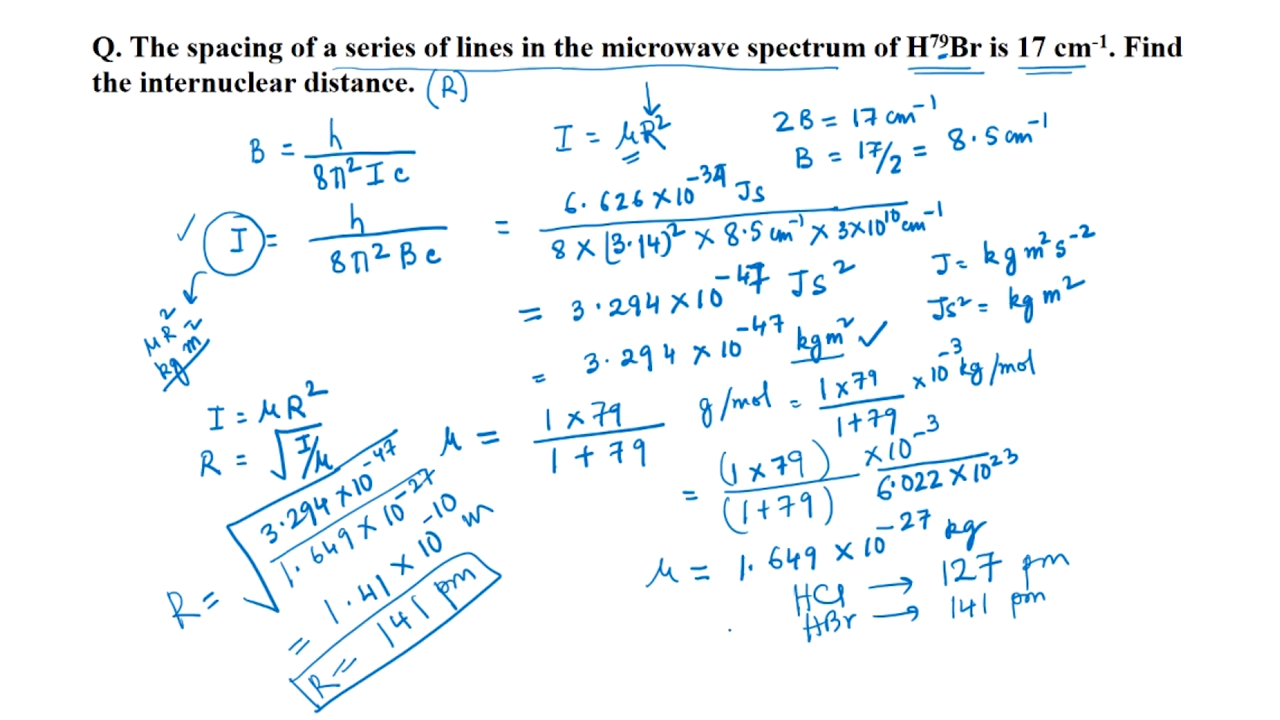 Q. The spacing of a series of lines in the microwave spectrum of H⁷⁹Br is 17 cm⁻¹. Find
the internuclear distance. (R)
B = h / 8π² I c
I = μR²
2B = 17 cm⁻¹
B = 17/2 = 8.5 cm⁻¹
✓ I = h / 8π² B c = 6.626 × 10⁻³⁴ Js / 8 × (3.14)² × 8.5 cm⁻¹ × 3×10¹⁰ cm⁻¹
= 3.294 × 10⁻⁴⁷ Js²
J = kg m² s⁻²
Js² = kg m²
μR²
kg m²
= 3.294 × 10⁻⁴⁷ kgm² ✓
I = μR²
R = √I/μ
μ = 1 × 79 / 1 + 79 g/mol = 1 × 79 / 1+79 × 10⁻³ kg/mol
= (1 × 79) / (1+79) × 10⁻³ / 6.022 × 10²³
μ = 1.649 × 10⁻²⁷ kg
R = √3.294 × 10⁻⁴⁷ / 1.649 × 10⁻²⁷
= 1.41 × 10⁻¹⁰ m
R = 141 pm
HCl → 127 pm
HBr → 141 pm